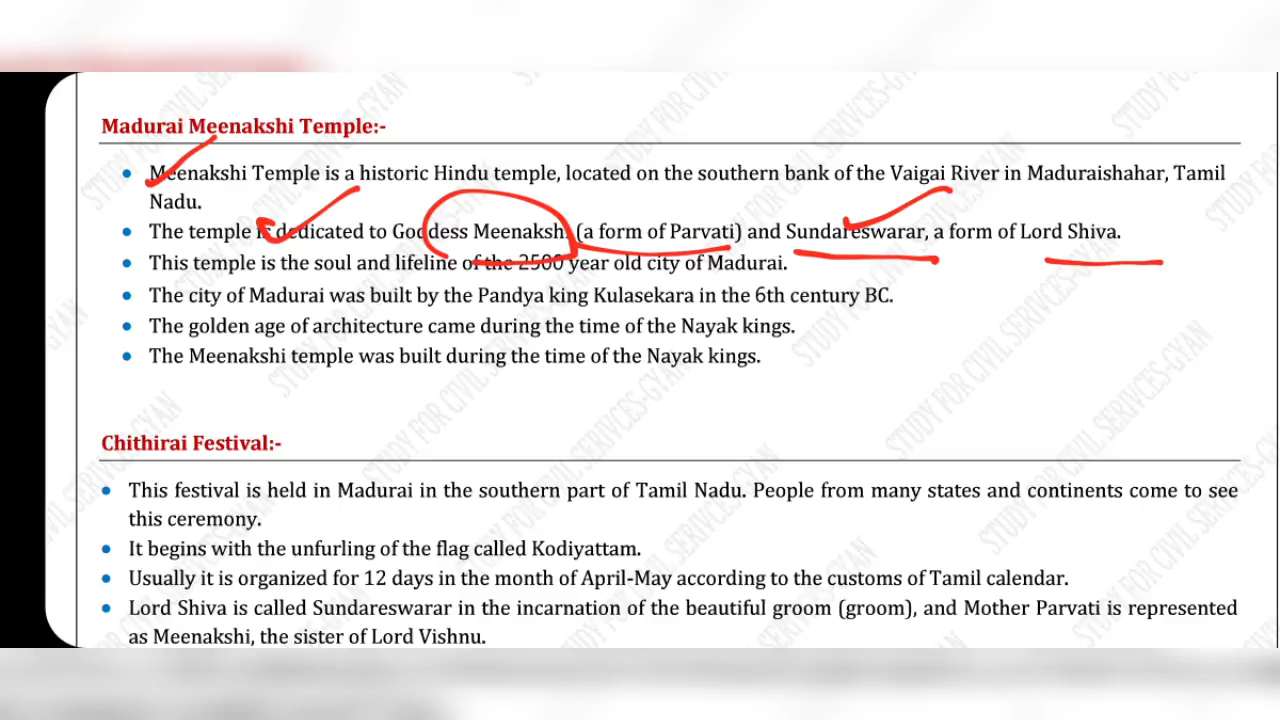 Madurai Meenakshi Temple:-
• Meenakshi Temple is a historic Hindu temple, located on the southern bank of the Vaigai River in Maduraishahar, Tamil
Nadu.
• The temple is dedicated to Goddess Meenakshi (a form of Parvati) and Sundareswarar, a form of Lord Shiva.
• This temple is the soul and lifeline of the 2500 year old city of Madurai.
• The city of Madurai was built by the Pandya king Kulasekara in the 6th century BC.
• The golden age of architecture came during the time of the Nayak kings.
• The Meenakshi temple was built during the time of the Nayak kings.
Chithirai Festival:-
• This festival is held in Madurai in the southern part of Tamil Nadu. People from many states and continents come to see
this ceremony.
• It begins with the unfurling of the flag called Kodiyattam.
• Usually it is organized for 12 days in the month of April-May according to the customs of Tamil calendar.
• Lord Shiva is called Sundareswarar in the incarnation of the beautiful groom (groom), and Mother Parvati is represented
as Meenakshi, the sister of Lord Vishnu.
STUDY FOR CIVIL SERIVCES-GYAN